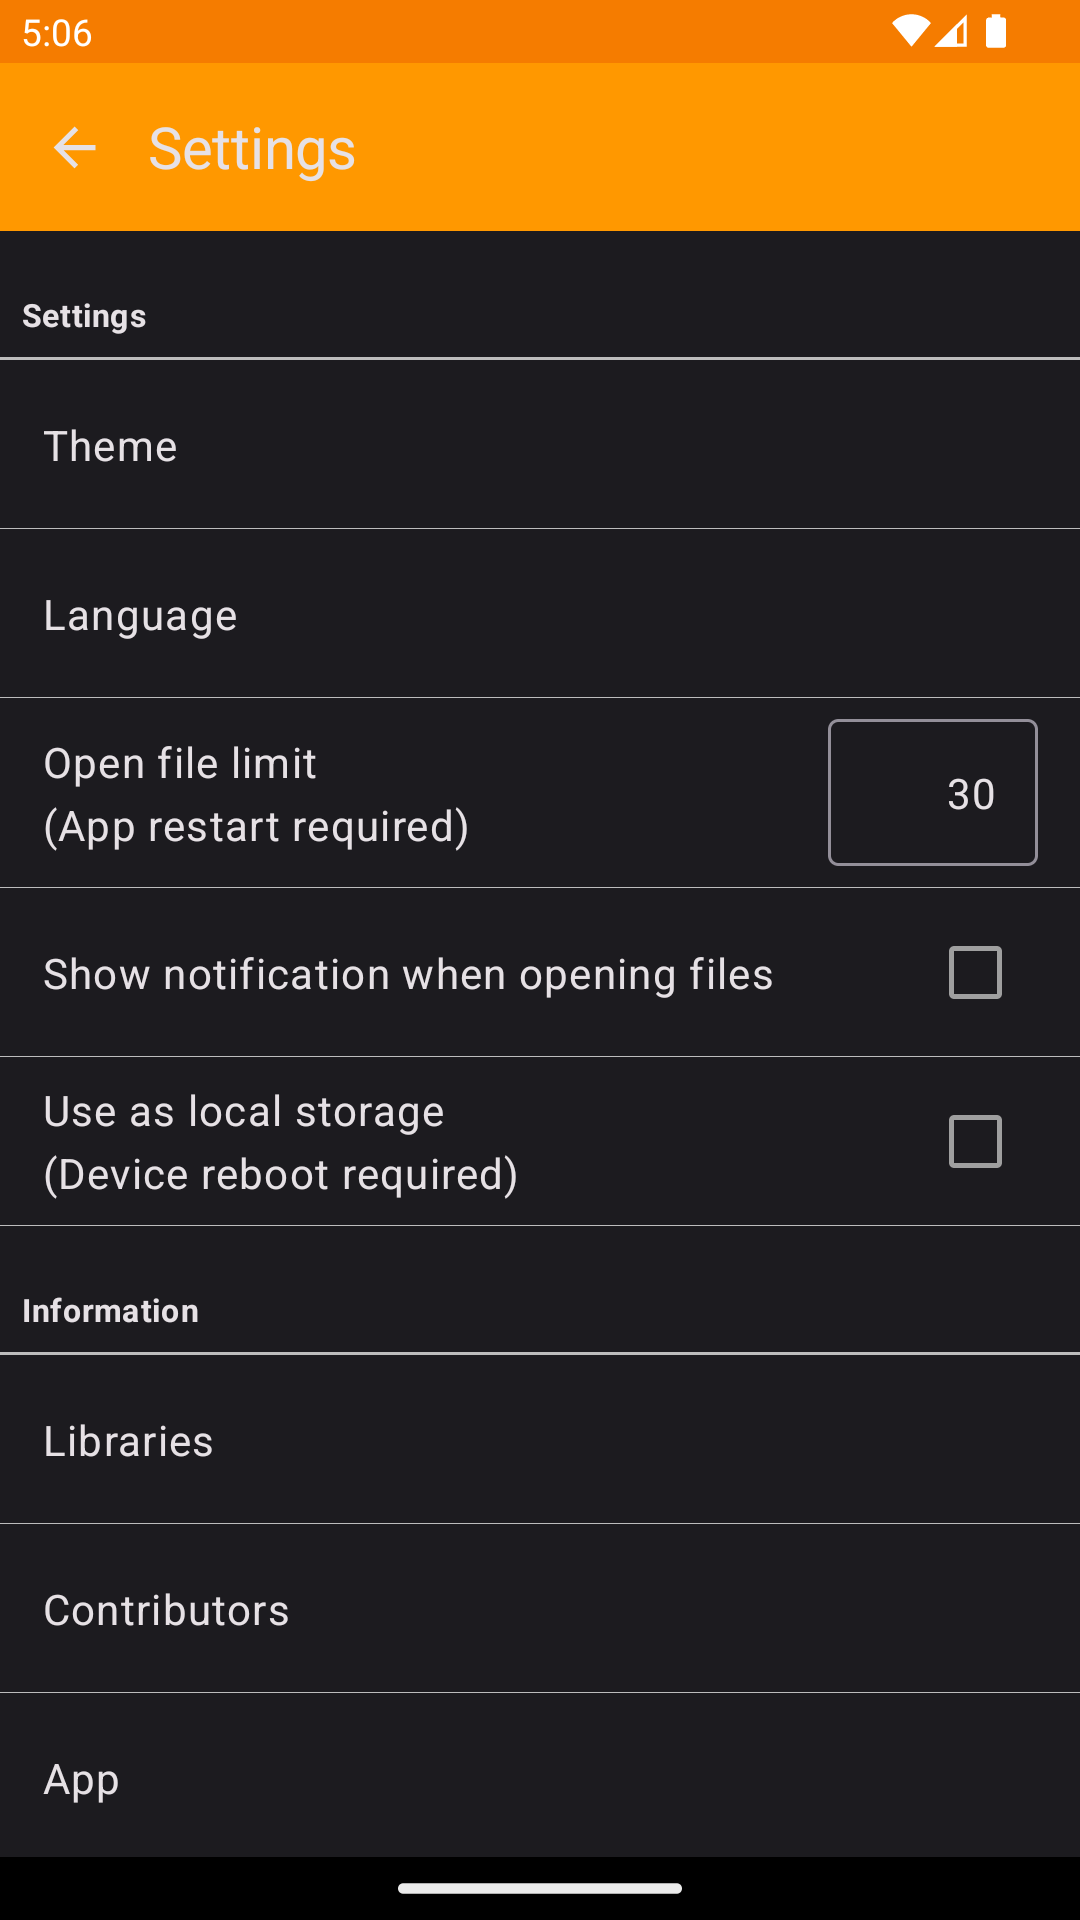 5:06
Settings
Settings
Theme
Language
Open file limit
(App restart required)
30
Show notification when opening files
Use as local storage
(Device reboot required)
Information
Libraries
Contributors
App